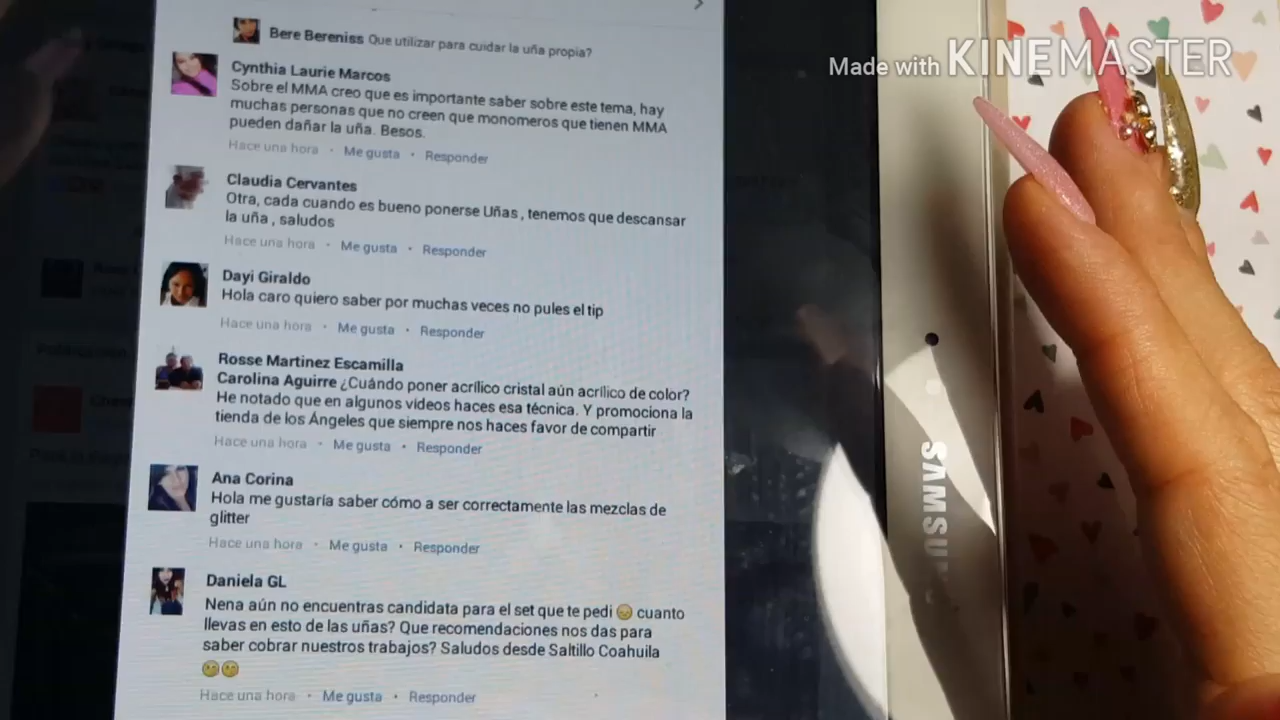 Bere Bereniss Que utilizar para cuidar la uña propia?
Cynthia Laurie Marcos
Sobre el MMA creo que es importante saber sobre este tema, hay
muchas personas que no creen que monomeros que tienen MMA
pueden dañar la uña. Besos.
Hace una hora · Me gusta · Responder
Claudia Cervantes
Otra, cada cuando es bueno ponerse Uñas , tenemos que descansar
la uña , saludos
Hace una hora · Me gusta · Responder
Dayi Giraldo
Hola caro quiero saber por muchas veces no pules el tip
Hace una hora · Me gusta · Responder
Rosse Martinez Escamilla
Carolina Aguirre ¿Cuándo poner acrílico cristal aún acrílico de color?
He notado que en algunos vídeos haces esa técnica. Y promociona la
tienda de los Ángeles que siempre nos haces favor de compartir
Hace una hora · Me gusta · Responder
Ana Corina
Hola me gustaría saber cómo a ser correctamente las mezclas de
glitter
Hace una hora · Me gusta · Responder
Daniela GL
Nena aún no encuentras candidata para el set que te pedi 😞 cuanto
llevas en esto de las uñas? Que recomendaciones nos das para
saber cobrar nuestros trabajos? Saludos desde Saltillo Coahuila
Hace una hora · Me gusta · Responder
Made with KINEMASTER
SAMSU